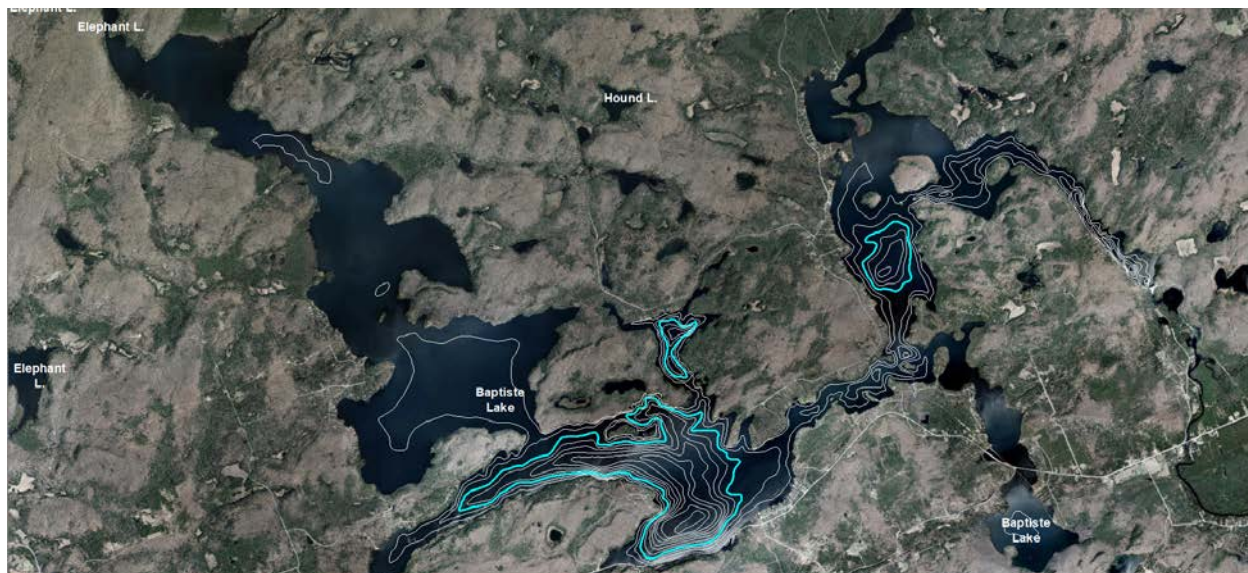 Elephant L.
Elephant L.
Hound L.
Elephant
L.
Baptiste
Lake
Baptiste
Lake